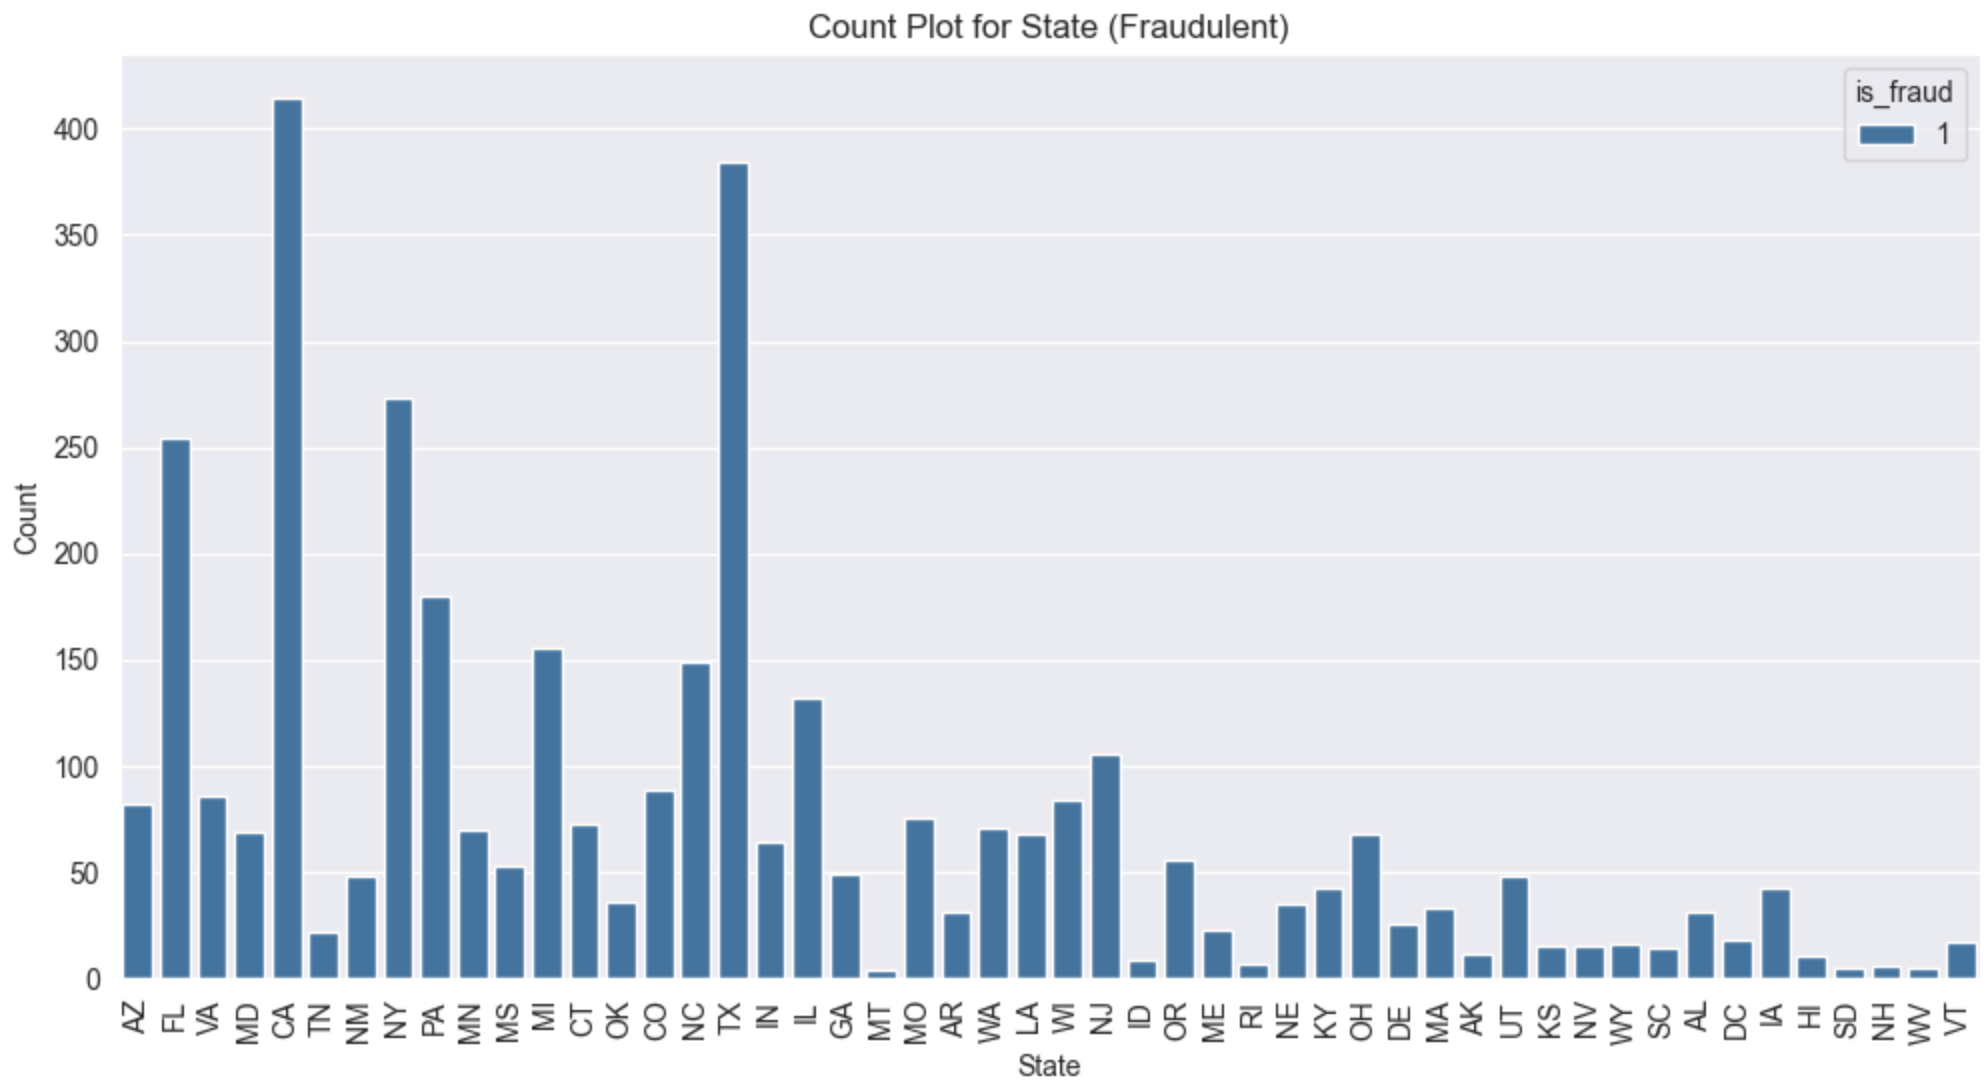 Count Plot for State (Fraudulent)
is_fraud
1
400
350
300
250
200
150
100
50
0
Count
AZ FL VA MD CA TN NM NY PA MN MS MI CT OK CO NC TX IN IL GA MT MO AR WA LA WI NJ ID OR ME RI NE KY OH DE MA AK UT KS NV WY SC AL DC IA HI SD NH WV VT
State